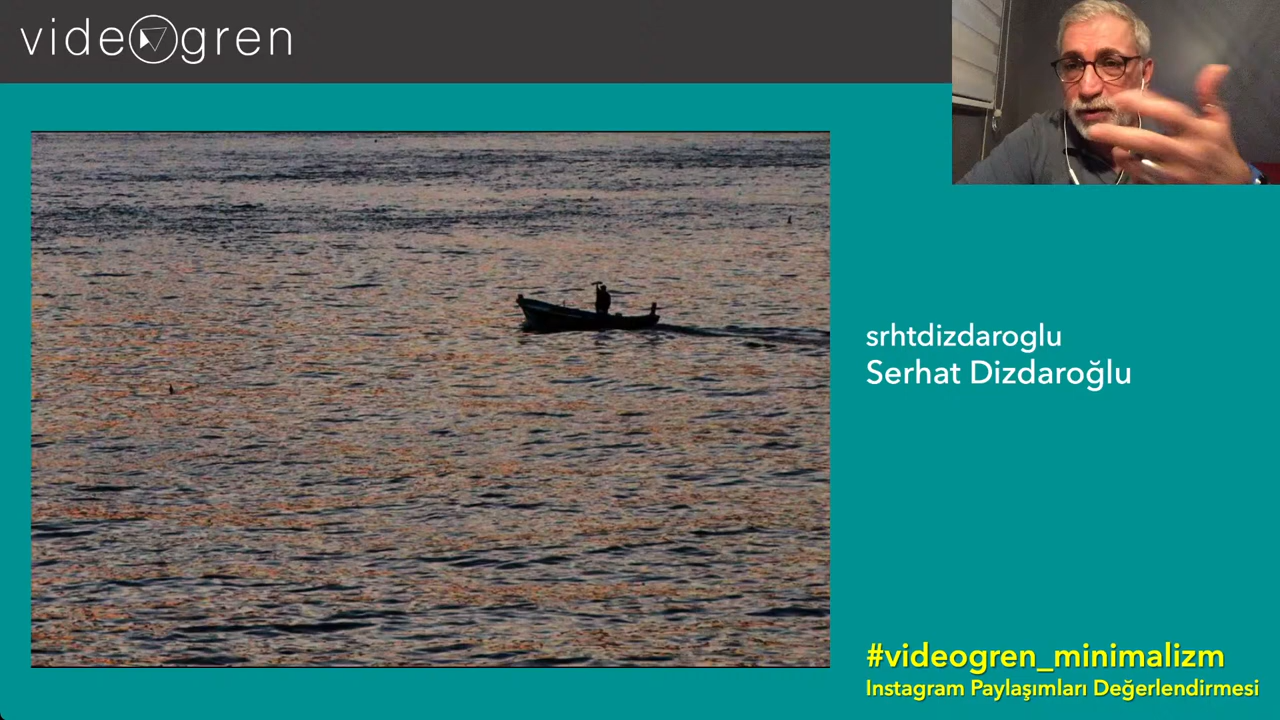 videogren
srhtdizdaroglu
Serhat Dizdaroğlu
#videogren_minimalizm
Instagram Paylaşımları Değerlendirmesi